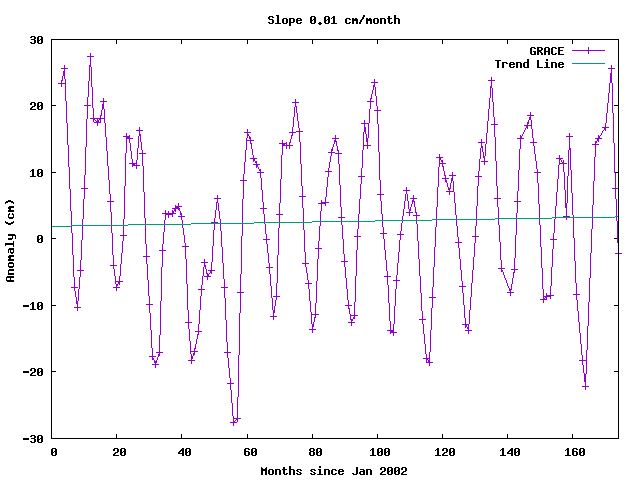 Slope 0.01 cm/month
GRACE
Trend Line
30
20
10
0
-10
-20
-30
Anomaly (cm)
0 20 40 60 80 100 120 140 160
Months since Jan 2002